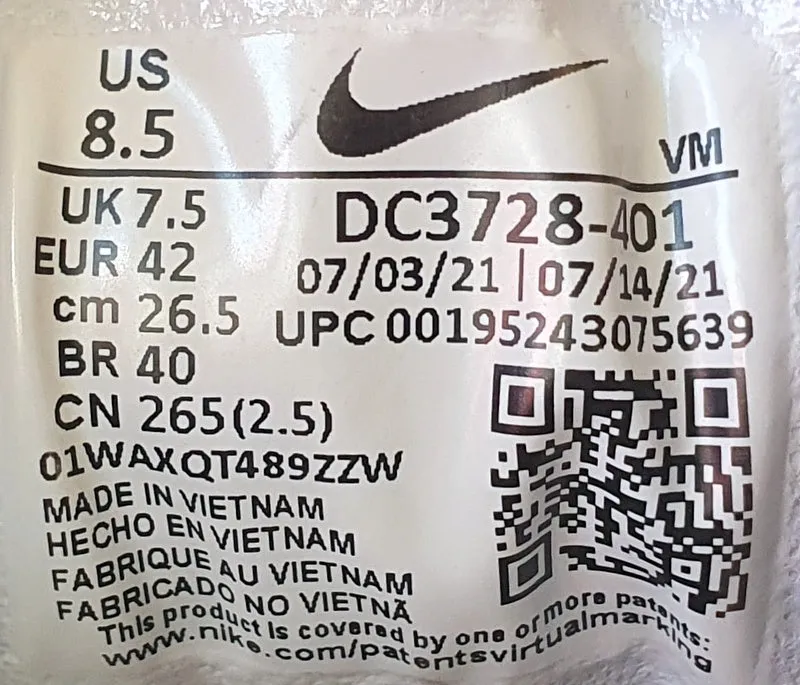 US
8.5
VM
UK 7.5
DC3728-401
EUR 42
07/03/21 | 07/14/21
cm 26.5
UPC 00195243075639
BR 40
CN 265(2.5)
01WAXQT489ZZW
MADE IN VIETNAM
HECHO EN VIETNAM
FABRIQUE AU VIETNAM
FABRICADO NO VIETNÃ
This product is covered by one or more patents:
www.nike.com/patentsvirtualmarking